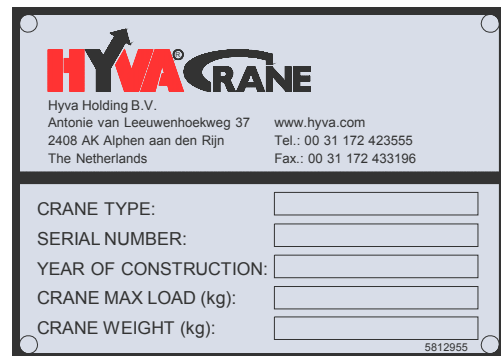 HYVA® CRANE
Hyva Holding B.V.
Antonie van Leeuwenhoekweg 37 www.hyva.com
2408 AK Alphen aan den Rijn Tel.: 00 31 172 423555
The Netherlands Fax.: 00 31 172 433196
CRANE TYPE:
SERIAL NUMBER:
YEAR OF CONSTRUCTION:
CRANE MAX LOAD (kg):
CRANE WEIGHT (kg):
5812955